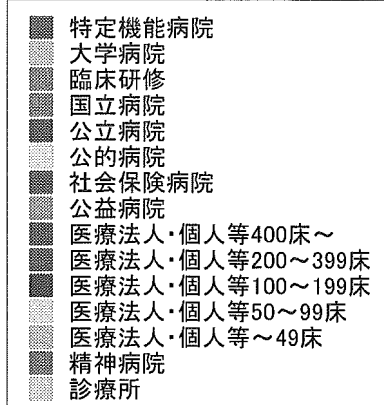 特定機能病院
大学病院
臨床研修
国立病院
公立病院
公的病院
社会保険病院
公益病院
医療法人・個人等400床～
医療法人・個人等200～399床
医療法人・個人等100～199床
医療法人・個人等50～99床
医療法人・個人等～49床
精神病院
診療所